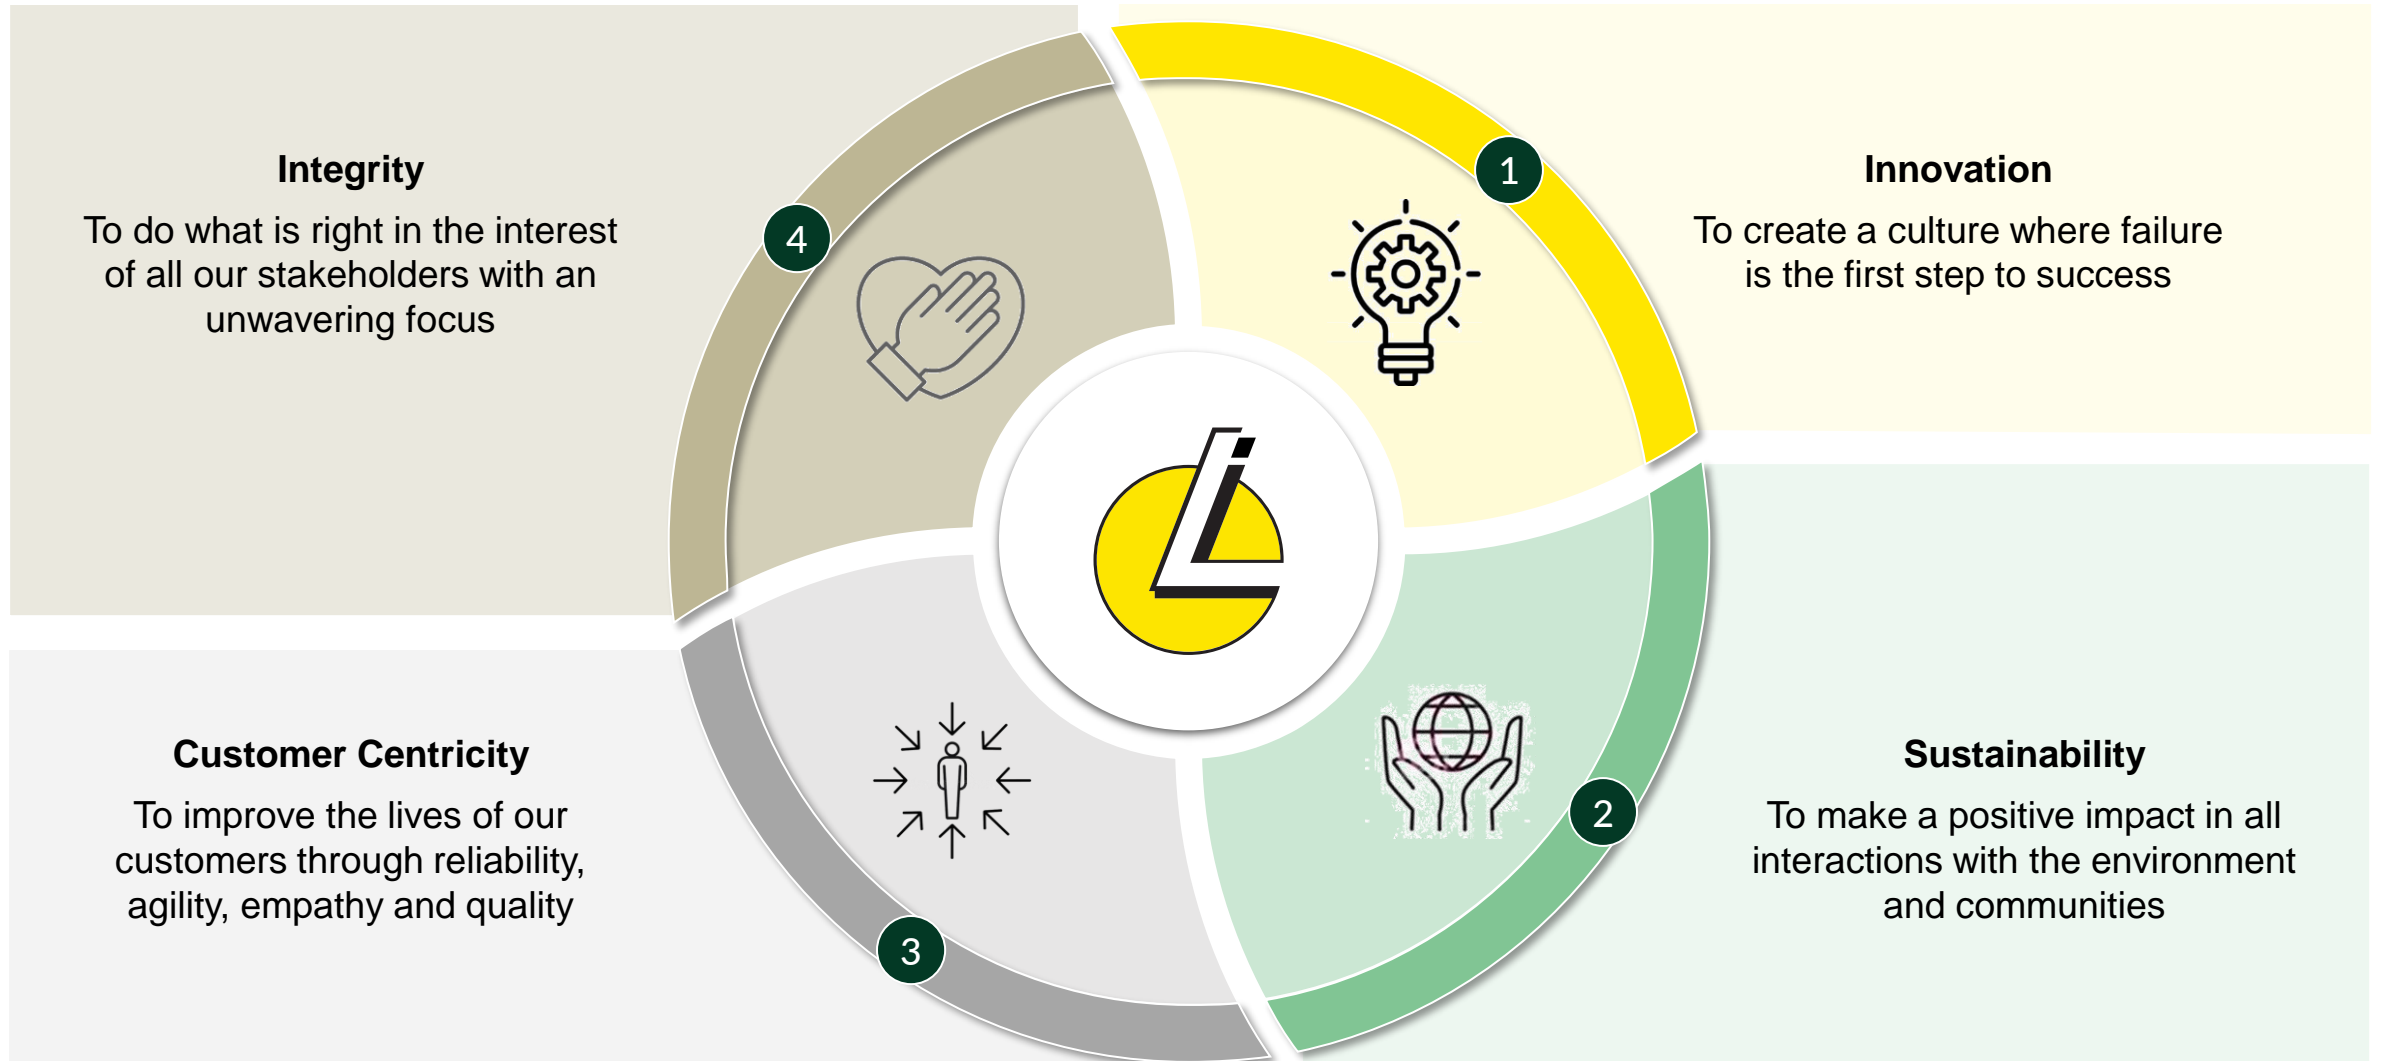 Integrity
To do what is right in the interest
of all our stakeholders with an
unwavering focus
4
1
Innovation
To create a culture where failure
is the first step to success
Customer Centricity
To improve the lives of our
customers through reliability,
agility, empathy and quality
3
2
Sustainability
To make a positive impact in all
interactions with the environment
and communities